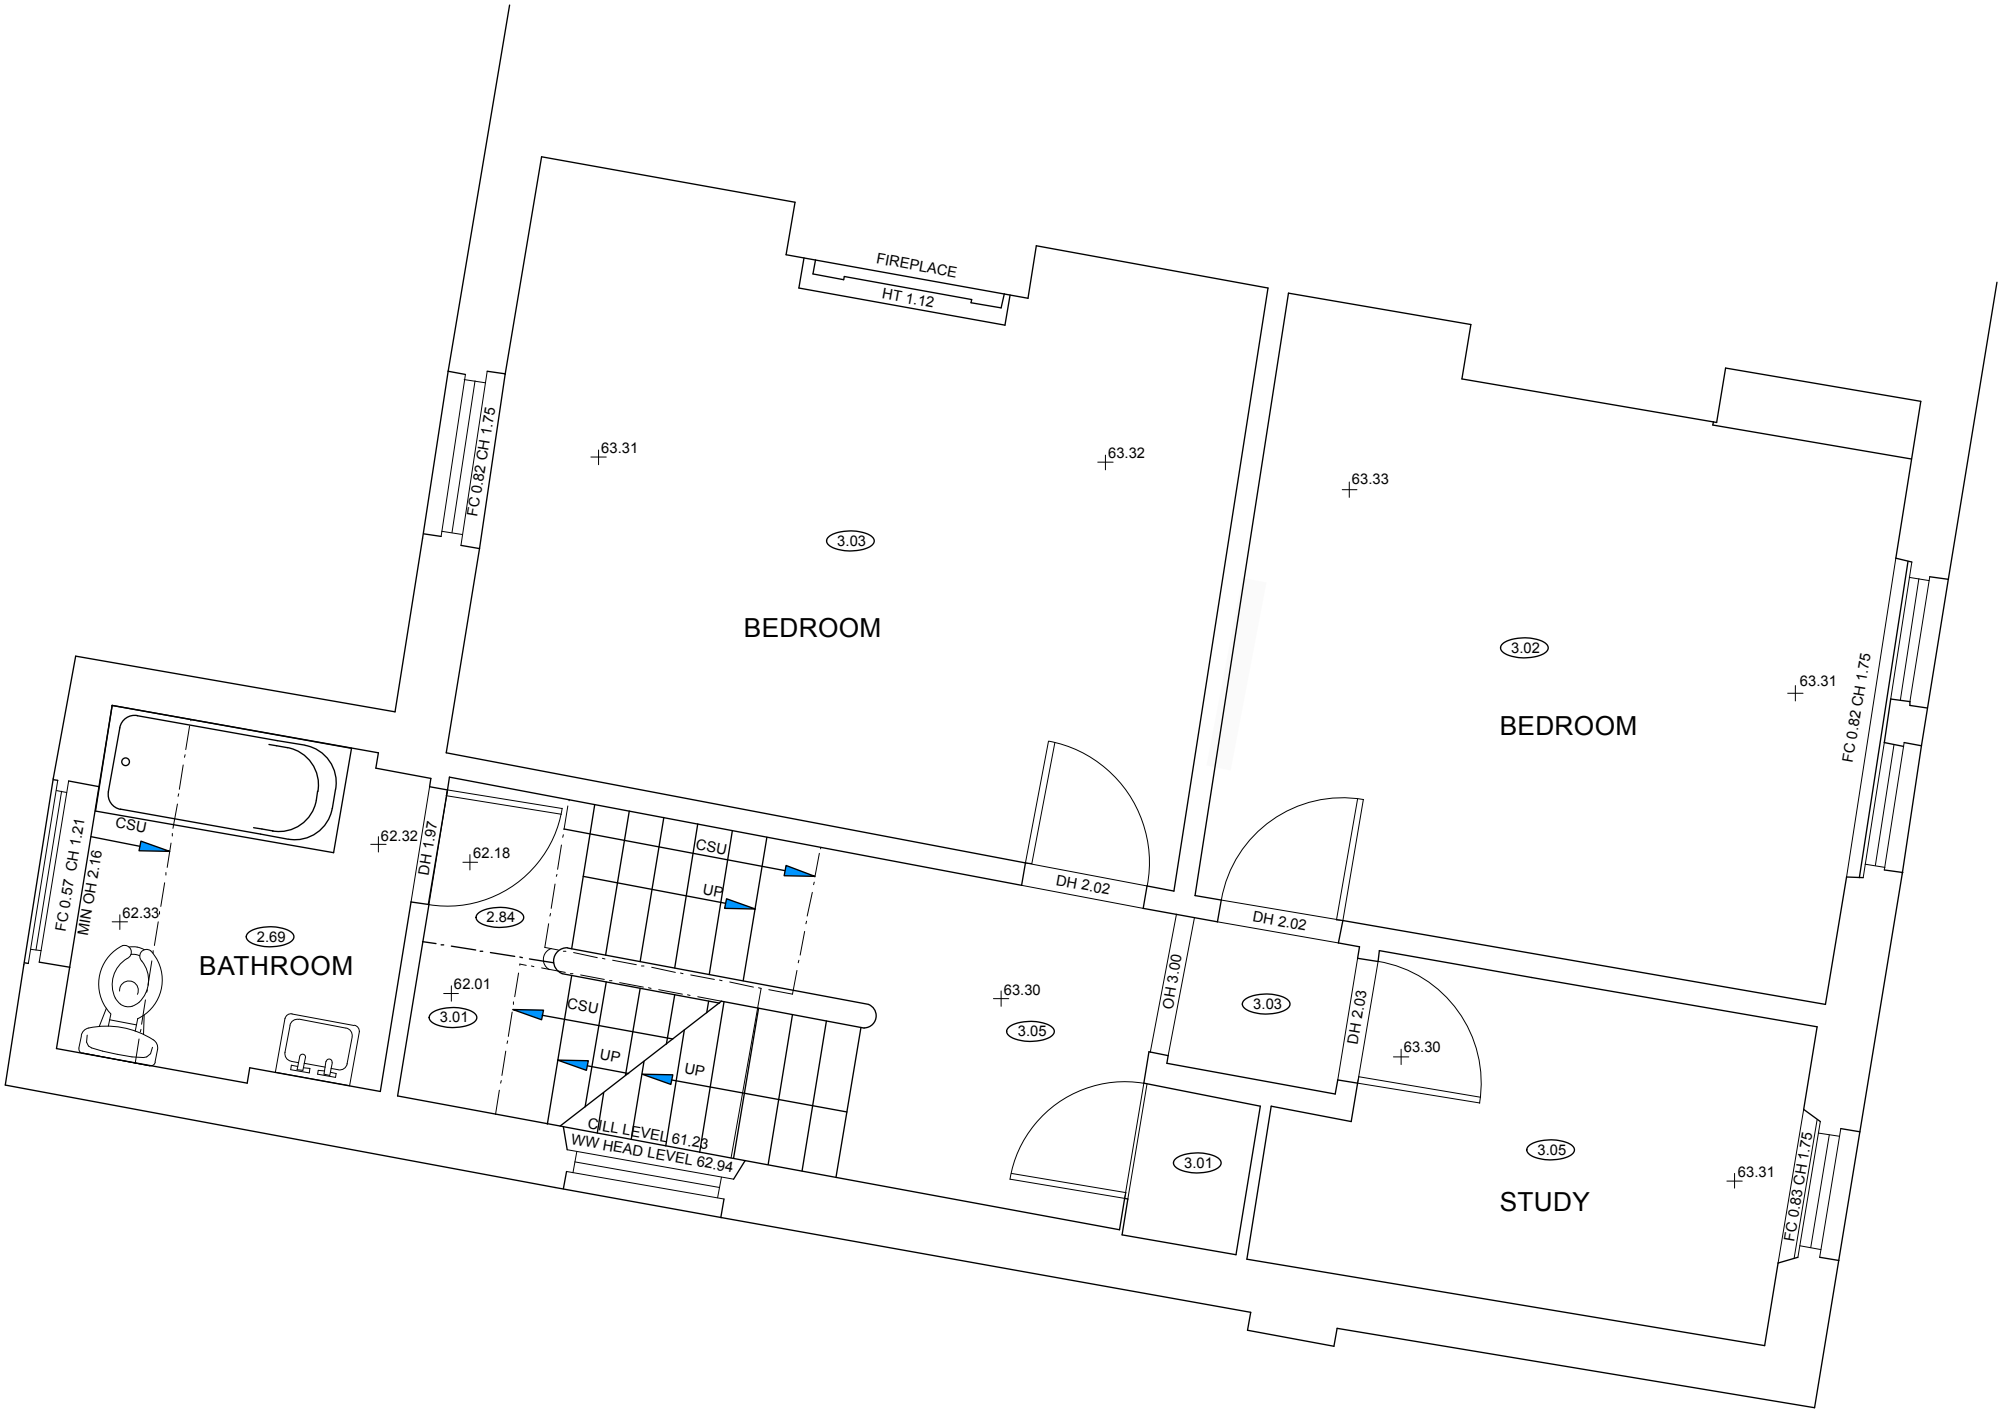 FIREPLACE
HT 1.12
FC 0.82 CH 1.75
63.31
63.32
3.03
BEDROOM
63.33
3.02
63.31
BEDROOM
FC 0.82 CH 1.75
CSU
FC 0.57 CH 1.21
MIN OH 2.16
62.32
DH 1.97
62.33
2.69
BATHROOM
62.18
2.84
62.01
3.01
CSU
UP
CSU
UP
UP
CILL LEVEL 61.23
WW HEAD LEVEL 62.94
DH 2.02
DH 2.02
63.30
3.05
OH 3.00
3.03
DH 2.03
63.30
3.01
3.05
STUDY
63.31
FC 0.83 CH 1.75